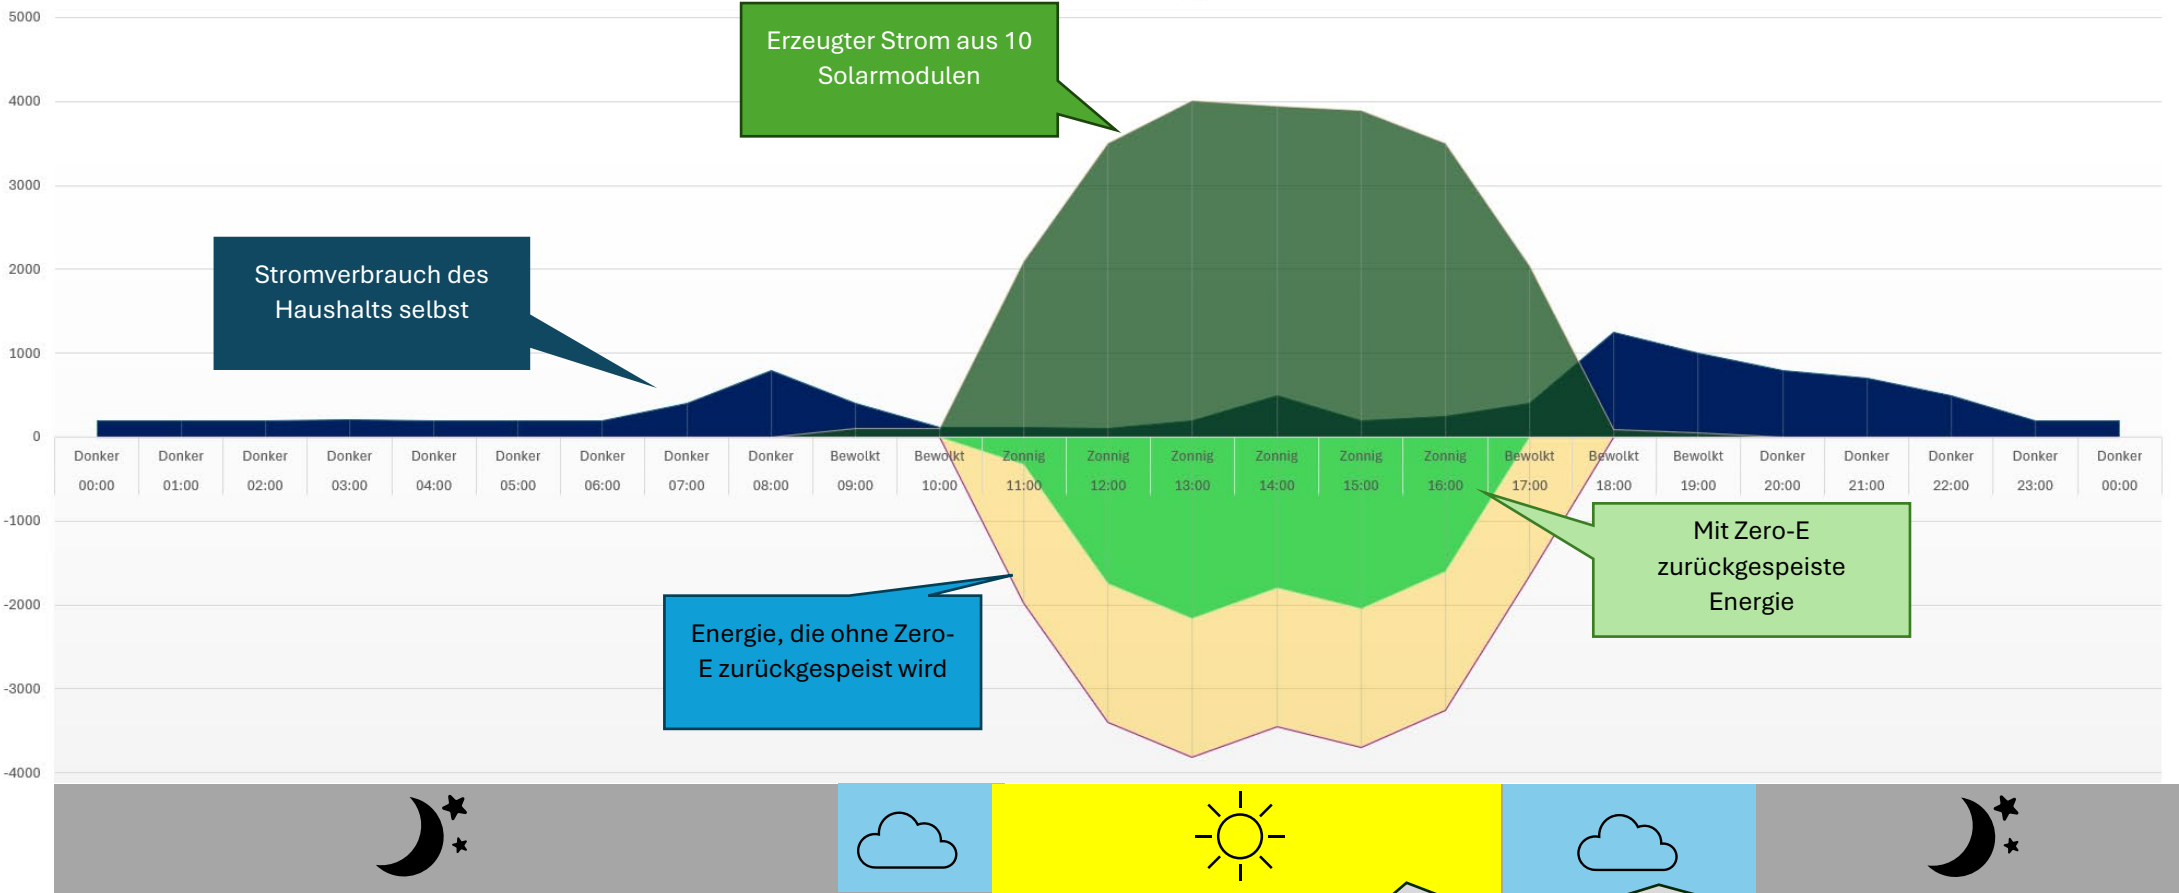 5000
Erzeugter Strom aus 10
Solarmodulen
4000
3000
Stromverbrauch des
Haushalts selbst
2000
1000
0
Donker Donker Donker Donker Donker Donker Donker Donker Donker Bewolkt Bewolkt Zonnig Zonnig Zonnig Zonnig Zonnig Zonnig Bewolkt Bewolkt Bewolkt Donker Donker Donker Donker Donker
00:00 01:00 02:00 03:00 04:00 05:00 06:00 07:00 08:00 09:00 10:00 11:00 12:00 13:00 14:00 15:00 16:00 17:00 18:00 19:00 20:00 21:00 22:00 23:00 00:00
-1000
Mit Zero-E
zurückgespeiste
Energie
-2000
Energie, die ohne Zero-
E zurückgespeist wird
-3000
-4000